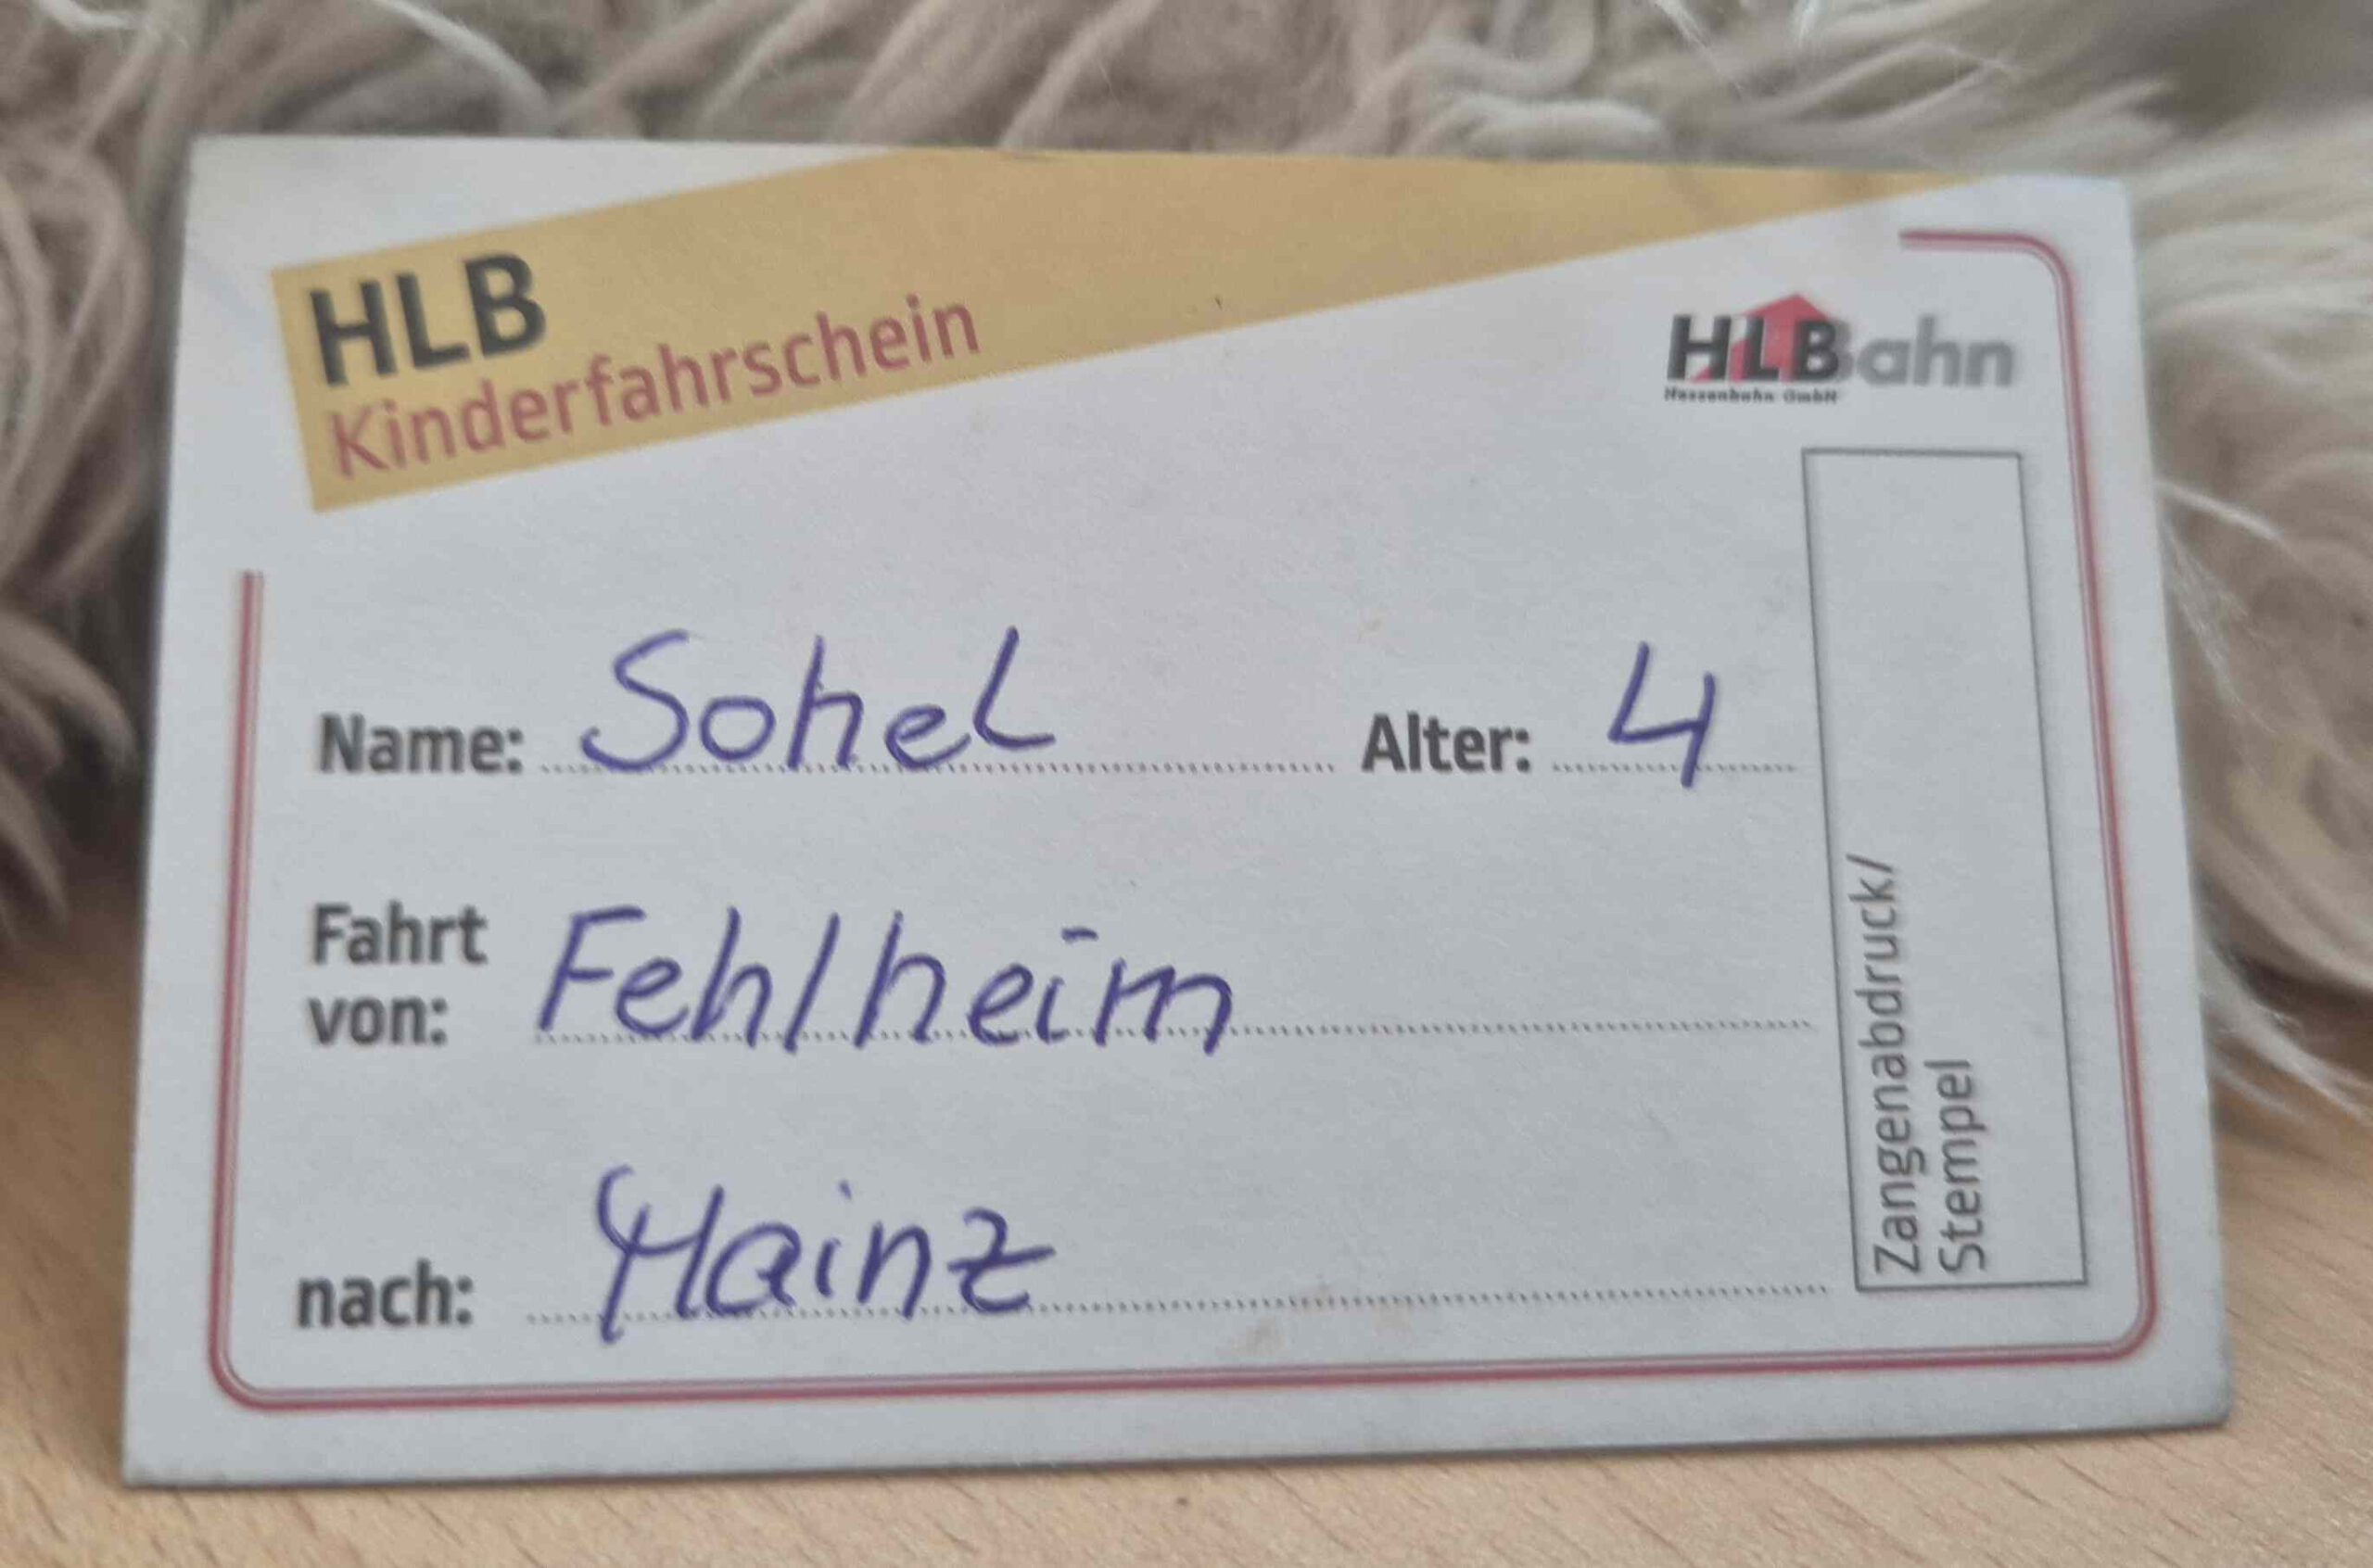 HLB
Kinderfahrschein
HLBahn
Hessenbahn GmbH
Name: Sohel Alter: 4
Fahrt
von: Fehlheim
nach: Mainz
Zangenabdruck/
Stempel